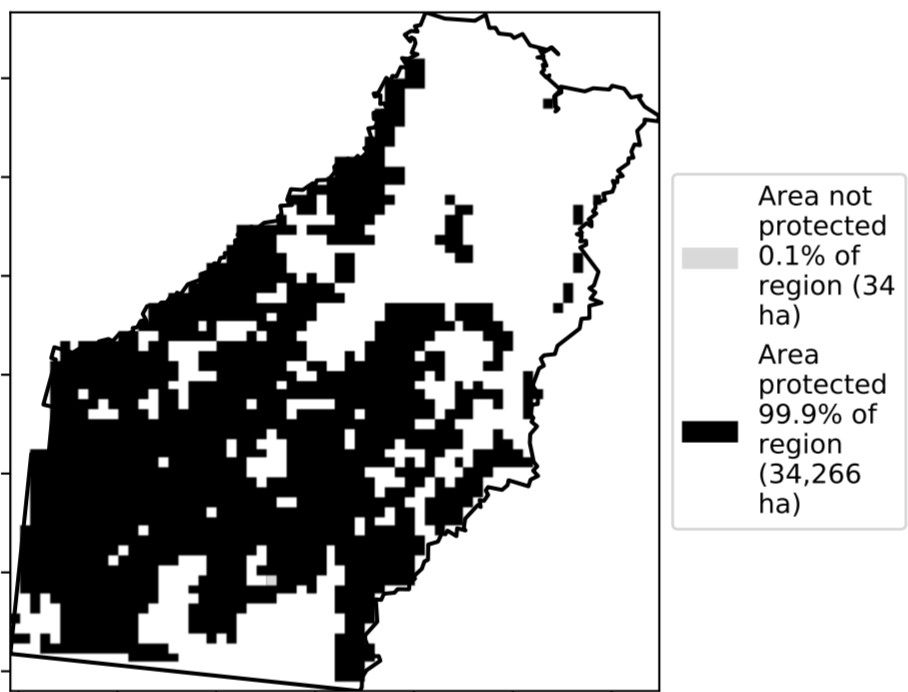 Area not
protected
0.1% of
region (34
ha)
Area
protected
99.9% of
region
(34,266
ha)